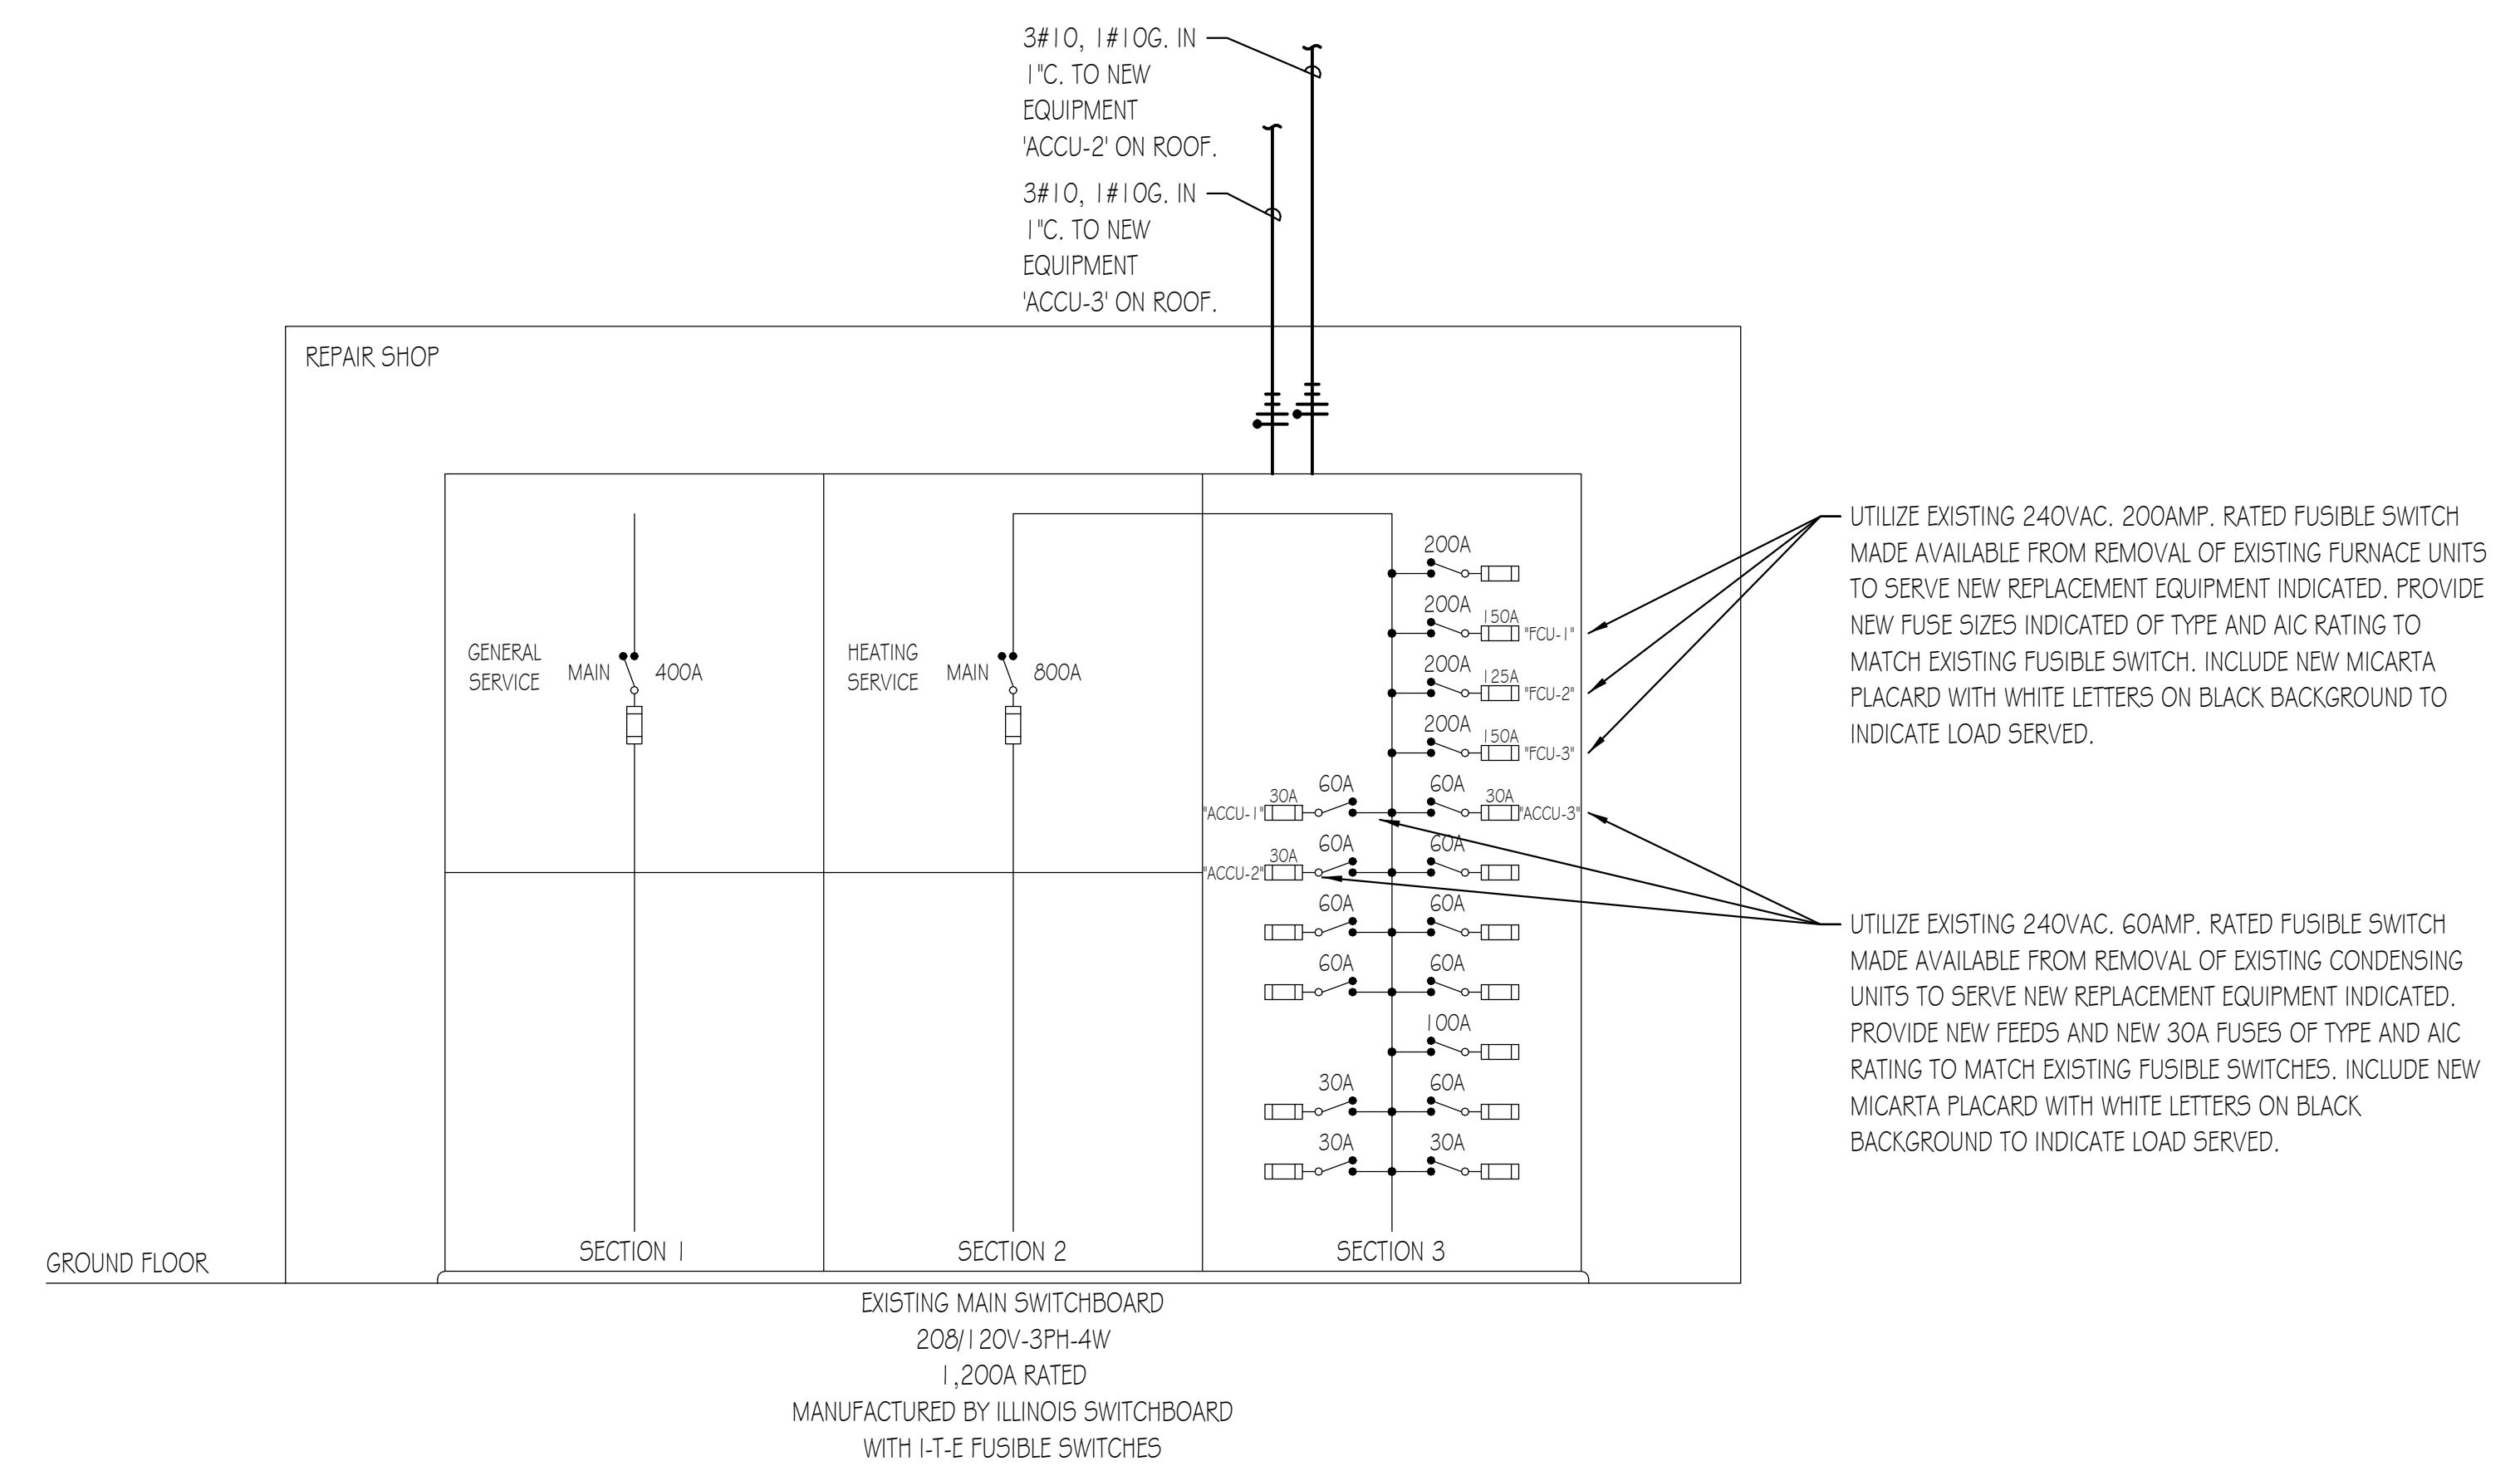 3#10, 1#10G. IN
1"C. TO NEW
EQUIPMENT
'ACCU-2' ON ROOF.
3#10, 1#10G. IN
1"C. TO NEW
EQUIPMENT
'ACCU-3' ON ROOF.
REPAIR SHOP
GENERAL
SERVICE
MAIN
400A
HEATING
SERVICE
MAIN
800A
200A
200A
150A
"FCU-1"
200A
125A
"FCU-2"
200A
150A
"FCU-3"
"ACCU-1"
30A
60A
60A
30A
"ACCU-3"
"ACCU-2"
30A
60A
60A
60A
60A
60A
60A
100A
30A
60A
30A
30A
UTILIZE EXISTING 240VAC. 200AMP. RATED FUSIBLE SWITCH
MADE AVAILABLE FROM REMOVAL OF EXISTING FURNACE UNITS
TO SERVE NEW REPLACEMENT EQUIPMENT INDICATED. PROVIDE
NEW FUSE SIZES INDICATED OF TYPE AND AIC RATING TO
MATCH EXISTING FUSIBLE SWITCH. INCLUDE NEW MICARTA
PLACARD WITH WHITE LETTERS ON BLACK BACKGROUND TO
INDICATE LOAD SERVED.
UTILIZE EXISTING 240VAC. 60AMP. RATED FUSIBLE SWITCH
MADE AVAILABLE FROM REMOVAL OF EXISTING CONDENSING
UNITS TO SERVE NEW REPLACEMENT EQUIPMENT INDICATED.
PROVIDE NEW FEEDS AND NEW 30A FUSES OF TYPE AND AIC
RATING TO MATCH EXISTING FUSIBLE SWITCHES. INCLUDE NEW
MICARTA PLACARD WITH WHITE LETTERS ON BLACK
BACKGROUND TO INDICATE LOAD SERVED.
SECTION 1
SECTION 2
SECTION 3
GROUND FLOOR
EXISTING MAIN SWITCHBOARD
208/120V-3PH-4W
1,200A RATED
MANUFACTURED BY ILLINOIS SWITCHBOARD
WITH I-T-E FUSIBLE SWITCHES